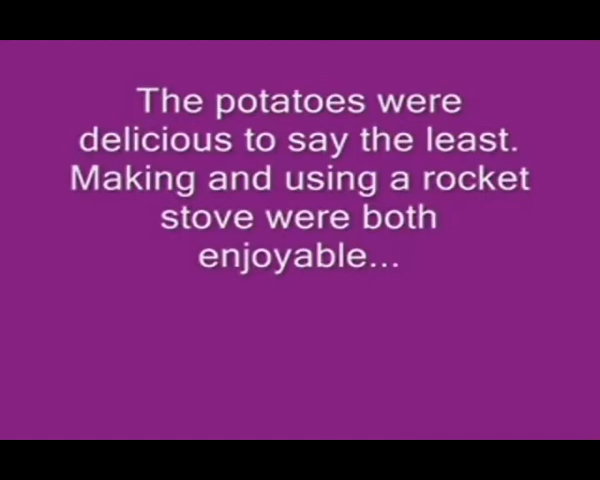 The potatoes were
delicious to say the least.
Making and using a rocket
stove were both
enjoyable...